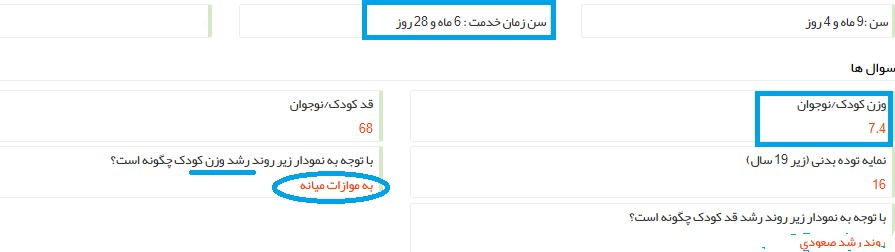 سن :9 ماه و 4 روز
سن زمان خدمت : 6 ماه و 28 روز
سوال ها
وزن کودک/نوجوان
7.4
قد کودک/نوجوان
68
نمایه توده بدنی (زیر 19 سال)
16
با توجه به نمودار زیر روند رشد وزن کودک چگونه است؟
به موازات میانه
با توجه به نمودار زیر روند رشد قد کودک چگونه است؟
روند رشد صعودی